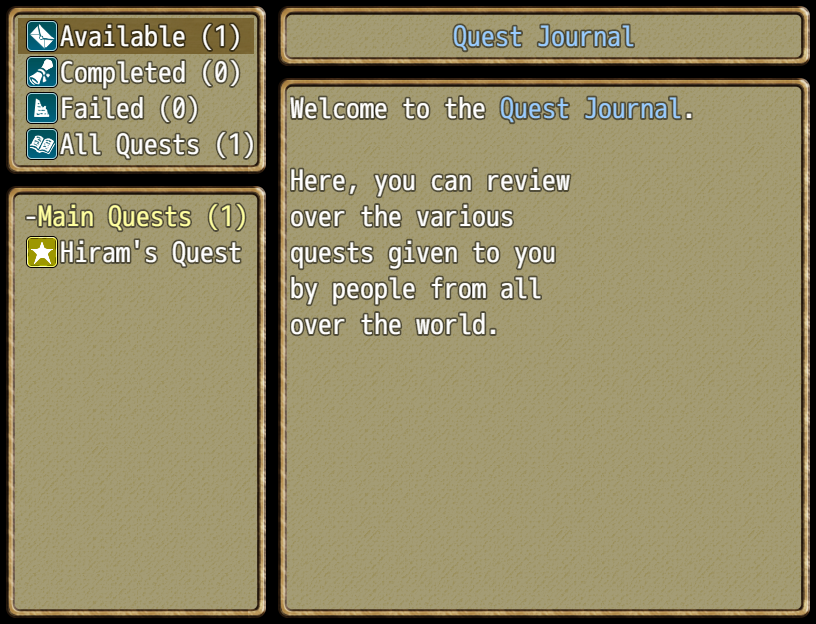 Available (1)
Completed (0)
Failed (0)
All Quests (1)
-Main Quests (1)
Hiram's Quest
Quest Journal
Welcome to the Quest Journal.
Here, you can review
over the various
quests given to you
by people from all
over the world.